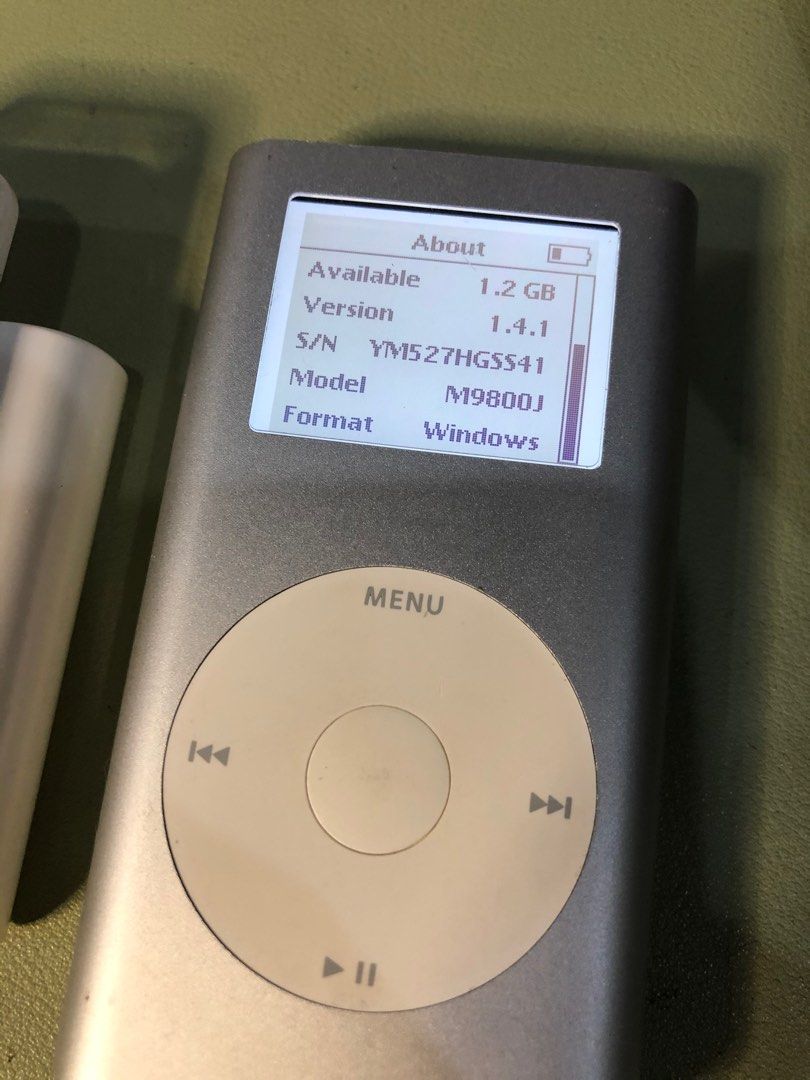 About
Available 1.2 GB
Version 1.4.1
S/N YM527HGSS41
Model M9800J
Format Windows
MENU